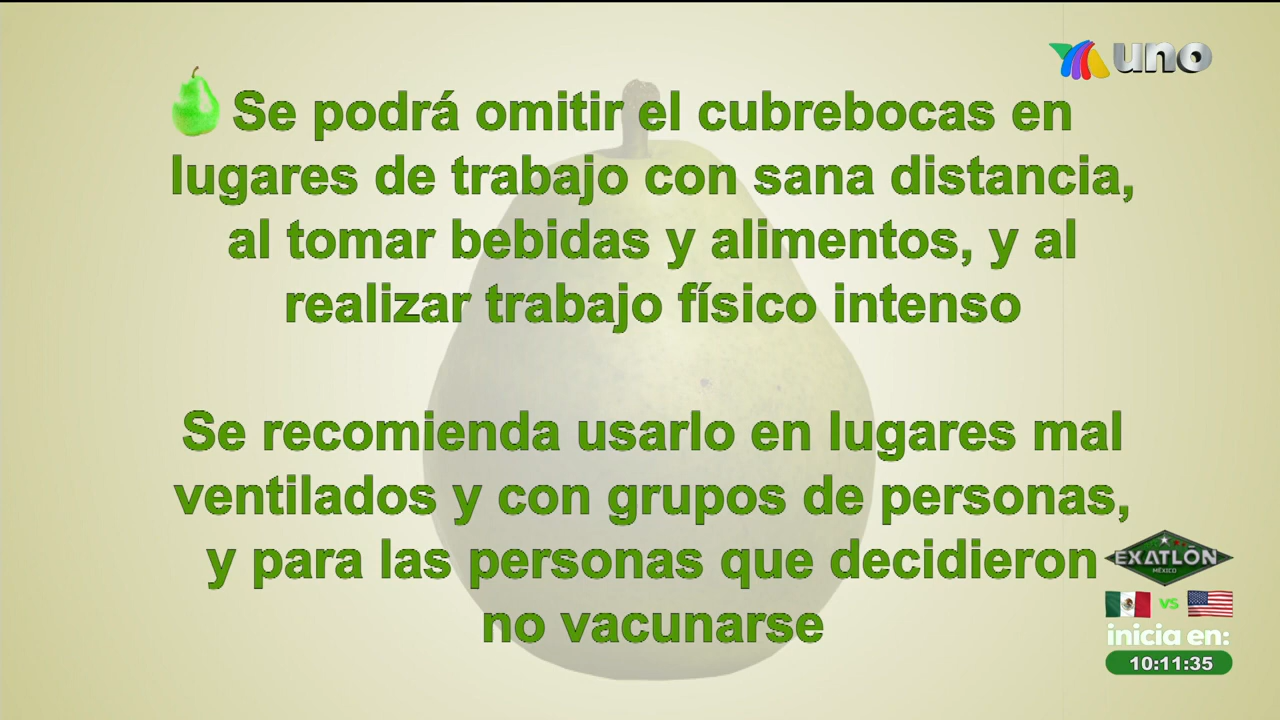 uno
Se podrá omitir el cubrebocas en
lugares de trabajo con sana distancia,
al tomar bebidas y alimentos, y al
realizar trabajo físico intenso
Se recomienda usarlo en lugares mal
ventilados y con grupos de personas,
y para las personas que decidieron
no vacunarse
EXATLÓN
MÉXICO
vs
inicia en:
10:11:35